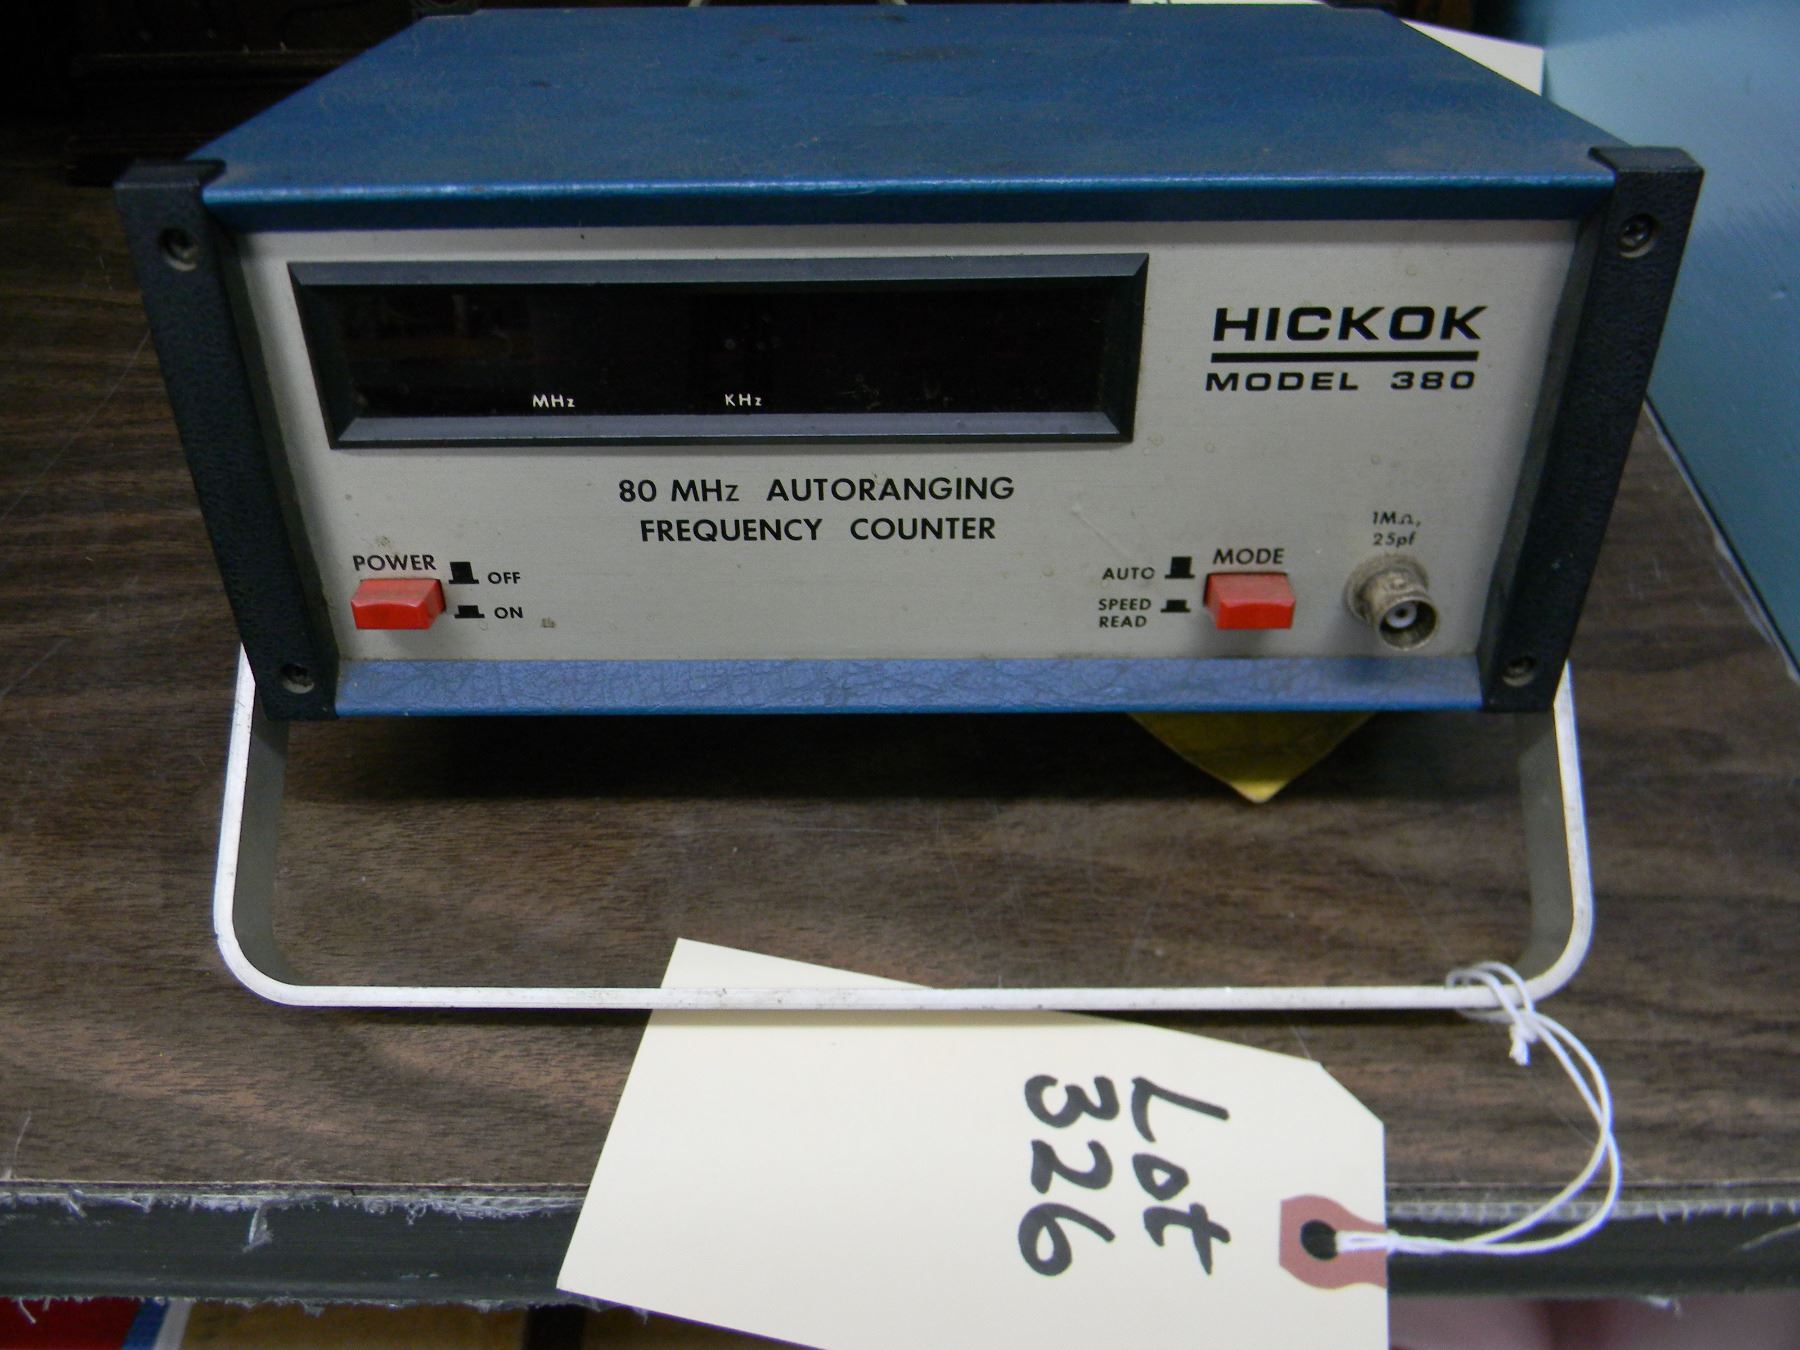 HICKOK
MODEL 380
MHz KHz
80 MHz AUTORANGING
FREQUENCY COUNTER
POWER
OFF
ON
AUTO
MODE
SPEED
READ
1MΩ,
25pf
Lot
326